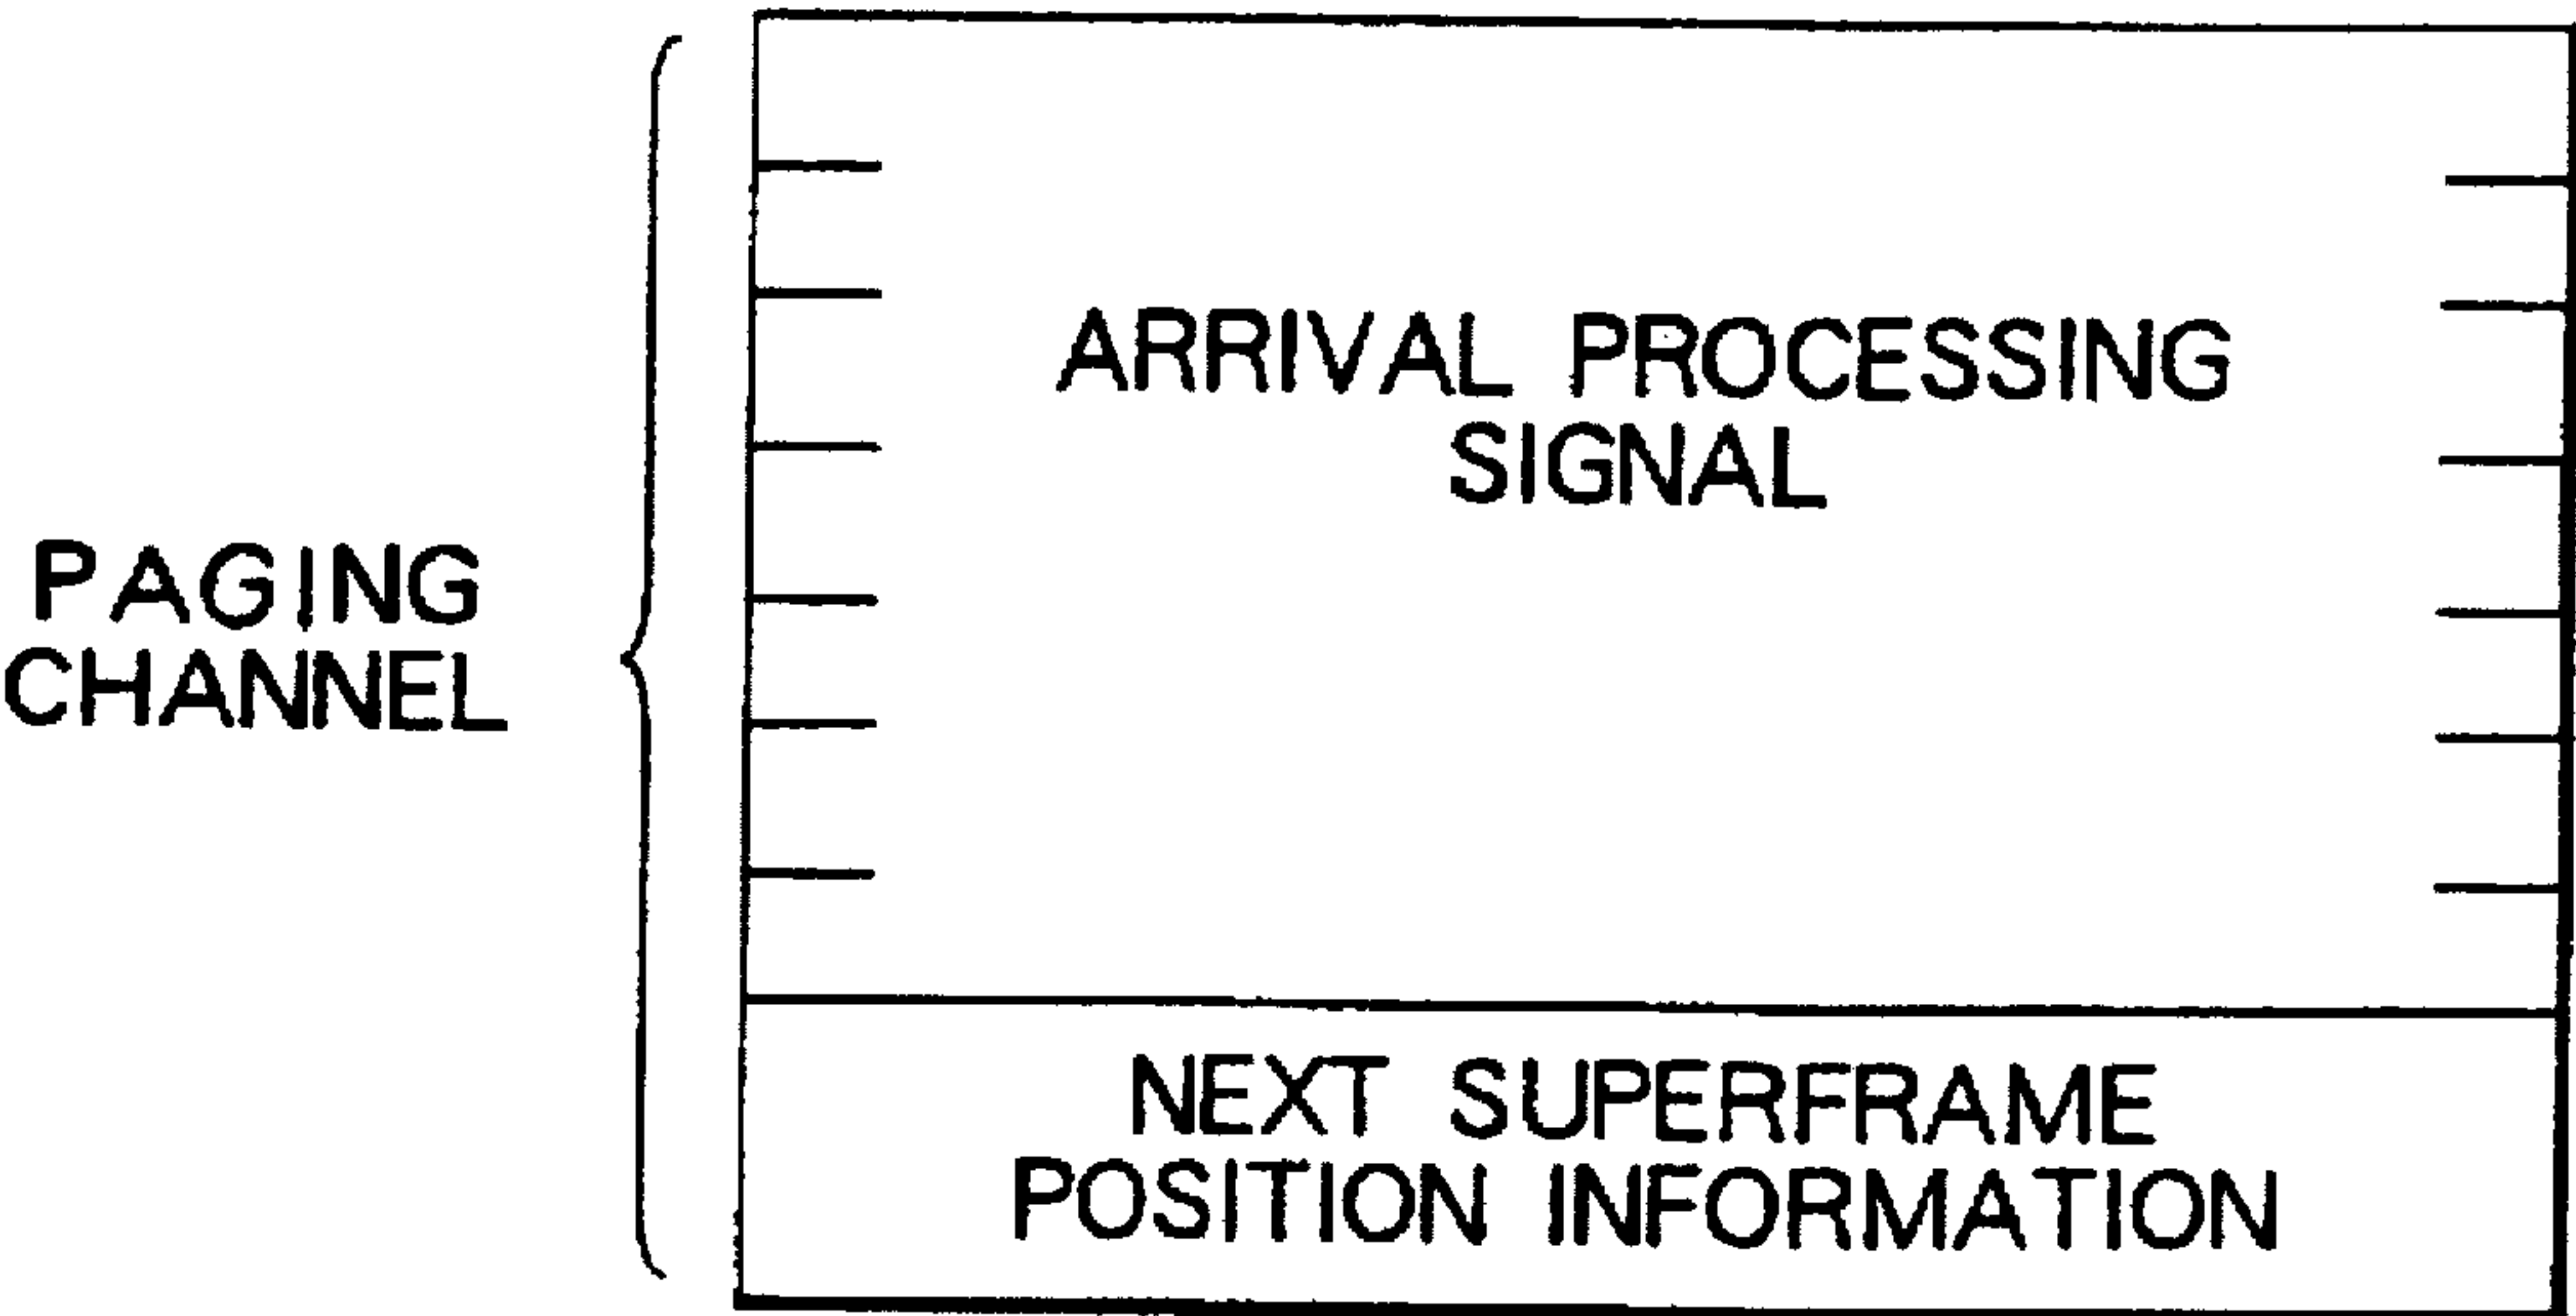 PAGING
CHANNEL
ARRIVAL PROCESSING
SIGNAL
NEXT SUPERFRAME
POSITION INFORMATION